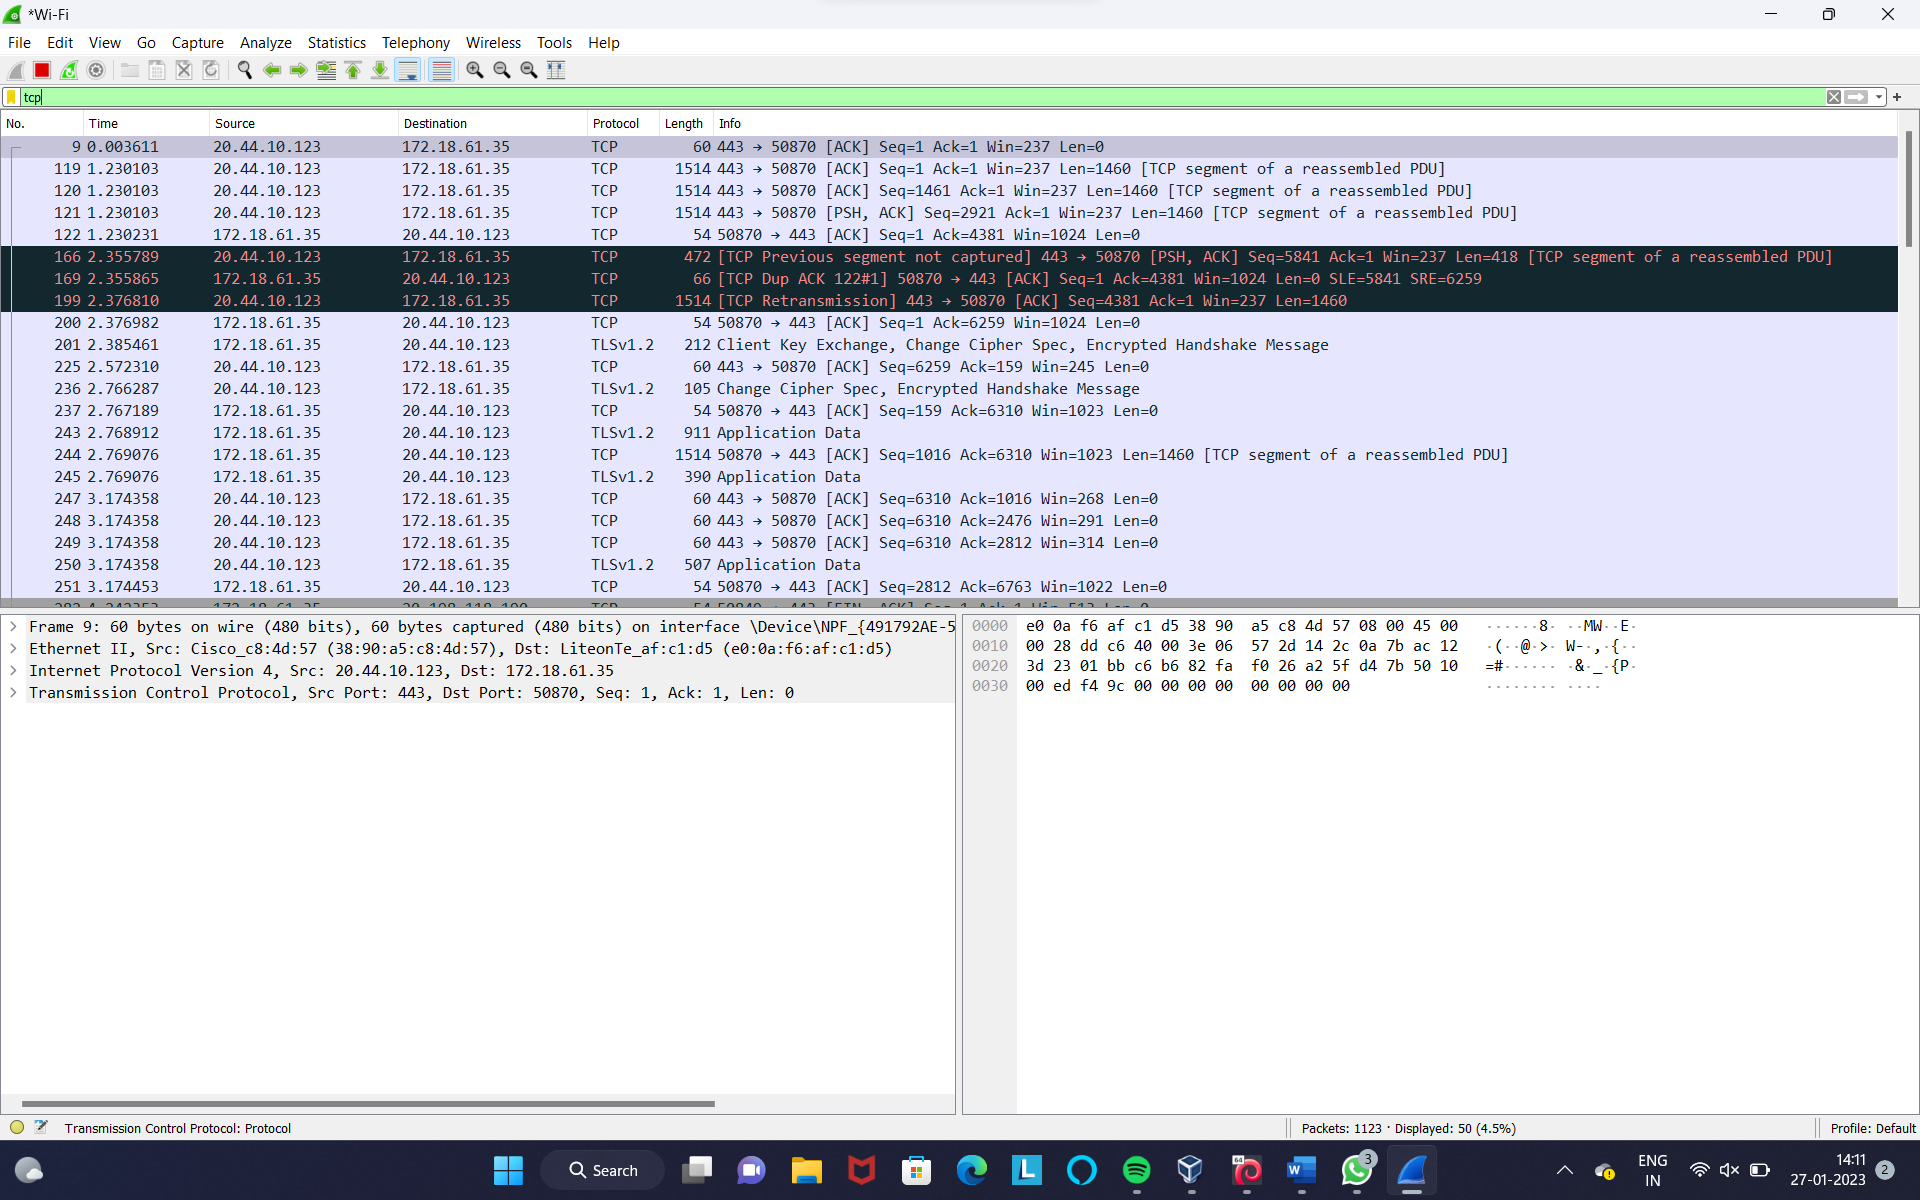 *Wi-Fi
File Edit View Go Capture Analyze Statistics Telephony Wireless Tools Help
tcp
No. Time Source Destination Protocol Length Info
9 0.003611 20.44.10.123 172.18.61.35 TCP 60 443 → 50870 [ACK] Seq=1 Ack=1 Win=237 Len=0
119 1.230103 20.44.10.123 172.18.61.35 TCP 1514 443 → 50870 [ACK] Seq=1 Ack=1 Win=237 Len=1460 [TCP segment of a reassembled PDU]
120 1.230103 20.44.10.123 172.18.61.35 TCP 1514 443 → 50870 [ACK] Seq=1461 Ack=1 Win=237 Len=1460 [TCP segment of a reassembled PDU]
121 1.230103 20.44.10.123 172.18.61.35 TCP 1514 443 → 50870 [PSH, ACK] Seq=2921 Ack=1 Win=237 Len=1460 [TCP segment of a reassembled PDU]
122 1.230231 172.18.61.35 20.44.10.123 TCP 54 50870 → 443 [ACK] Seq=1 Ack=4381 Win=1024 Len=0
166 2.355789 20.44.10.123 172.18.61.35 TCP 472 [TCP Previous segment not captured] 443 → 50870 [PSH, ACK] Seq=5841 Ack=1 Win=237 Len=418 [TCP segment of a reassembled PDU]
169 2.355865 172.18.61.35 20.44.10.123 TCP 66 [TCP Dup ACK 122#1] 50870 → 443 [ACK] Seq=1 Ack=4381 Win=1024 Len=0 SLE=5841 SRE=6259
199 2.376810 20.44.10.123 172.18.61.35 TCP 1514 [TCP Retransmission] 443 → 50870 [ACK] Seq=4381 Ack=1 Win=237 Len=1460
200 2.376982 172.18.61.35 20.44.10.123 TCP 54 50870 → 443 [ACK] Seq=1 Ack=6259 Win=1024 Len=0
201 2.385461 172.18.61.35 20.44.10.123 TLSv1.2 212 Client Key Exchange, Change Cipher Spec, Encrypted Handshake Message
225 2.572310 20.44.10.123 172.18.61.35 TCP 60 443 → 50870 [ACK] Seq=6259 Ack=159 Win=245 Len=0
236 2.766287 20.44.10.123 172.18.61.35 TLSv1.2 105 Change Cipher Spec, Encrypted Handshake Message
237 2.767189 172.18.61.35 20.44.10.123 TCP 54 50870 → 443 [ACK] Seq=159 Ack=6310 Win=1023 Len=0
243 2.768912 172.18.61.35 20.44.10.123 TLSv1.2 911 Application Data
244 2.769076 172.18.61.35 20.44.10.123 TCP 1514 50870 → 443 [ACK] Seq=1016 Ack=6310 Win=1023 Len=1460 [TCP segment of a reassembled PDU]
245 2.769076 172.18.61.35 20.44.10.123 TLSv1.2 390 Application Data
247 3.174358 20.44.10.123 172.18.61.35 TCP 60 443 → 50870 [ACK] Seq=6310 Ack=1016 Win=268 Len=0
248 3.174358 20.44.10.123 172.18.61.35 TCP 60 443 → 50870 [ACK] Seq=6310 Ack=2476 Win=291 Len=0
249 3.174358 20.44.10.123 172.18.61.35 TCP 60 443 → 50870 [ACK] Seq=6310 Ack=2812 Win=314 Len=0
250 3.174358 20.44.10.123 172.18.61.35 TLSv1.2 507 Application Data
251 3.174453 172.18.61.35 20.44.10.123 TCP 54 50870 → 443 [ACK] Seq=2812 Ack=6763 Win=1022 Len=0
Frame 9: 60 bytes on wire (480 bits), 60 bytes captured (480 bits) on interface \Device\NPF_{491792AE-5
Ethernet II, Src: Cisco_c8:4d:57 (38:90:a5:c8:4d:57), Dst: LiteonTe_af:c1:d5 (e0:0a:f6:af:c1:d5)
Internet Protocol Version 4, Src: 20.44.10.123, Dst: 172.18.61.35
Transmission Control Protocol, Src Port: 443, Dst Port: 50870, Seq: 1, Ack: 1, Len: 0
0000 e0 0a f6 af c1 d5 38 90 a5 c8 4d 57 08 00 45 00 ······8· ··MW··E·
0010 00 28 dd c6 40 00 3e 06 57 2d 14 2c 0a 7b ac 12 ·(··@·>· W-·,·{··
0020 3d 23 01 bb c6 b6 82 fa f0 26 a2 5f d4 7b 50 10 =#······ ·&·_·{P·
0030 00 ed f4 9c 00 00 00 00 00 00 00 00 ········ ····
Transmission Control Protocol: Protocol
Packets: 1123 · Displayed: 50 (4.5%)
Profile: Default
Search
64
3
ENG
IN
14:11
27-01-2023
2